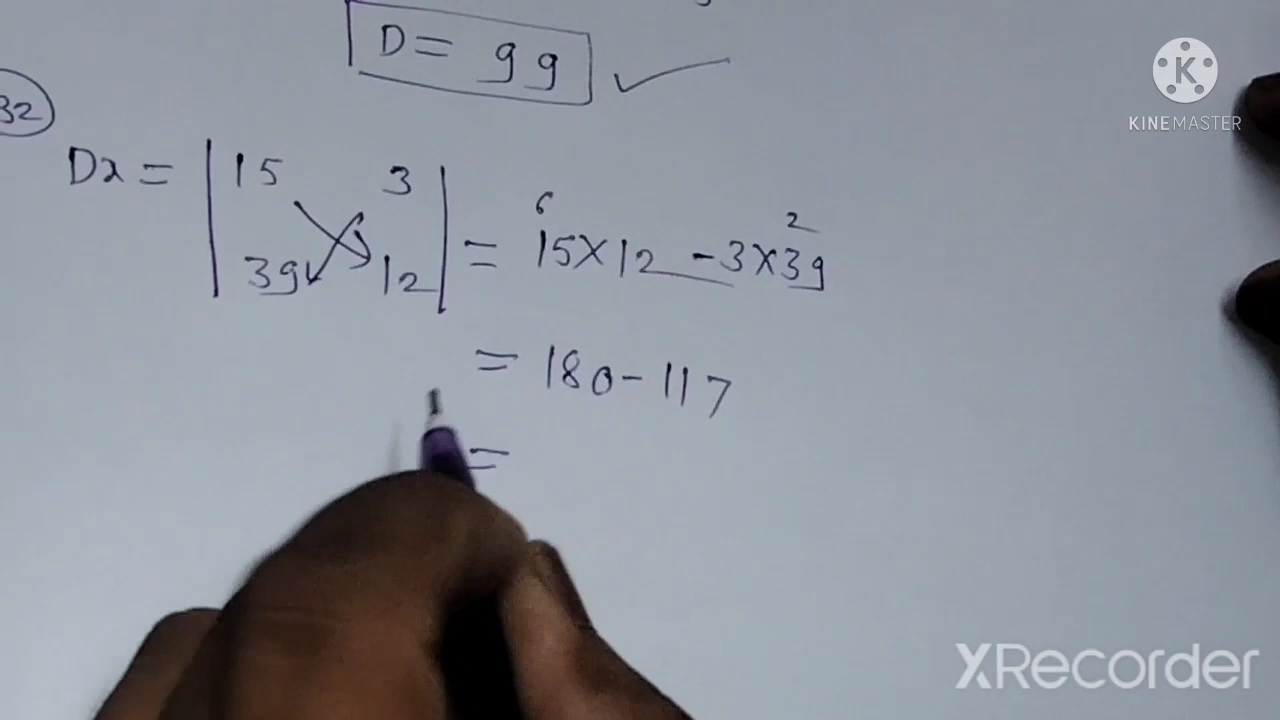 D = 99 ✓
32
Dx = | 15 3 | = 15×12 - 3×39
| 39 12 |
6 2
= 180 - 117
=
KINEMASTER
XRecorder